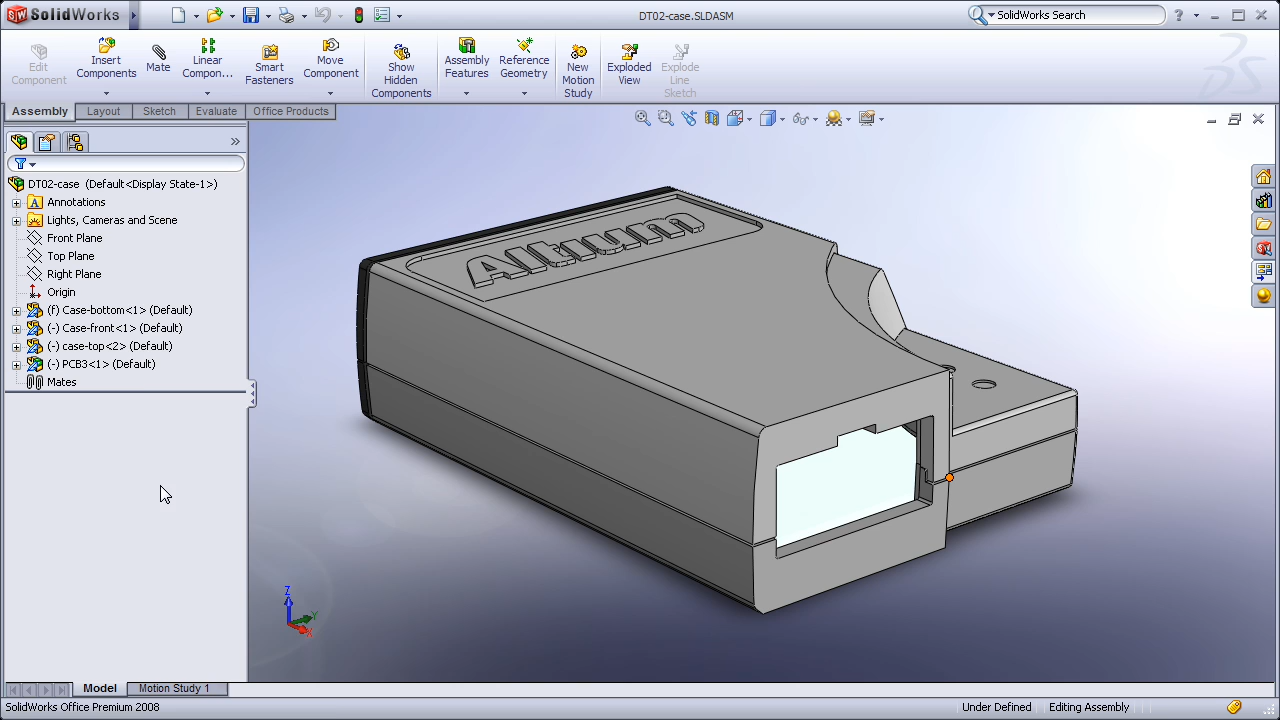 SolidWorks
DT02-case.SLDASM
SolidWorks Search
Edit Component
Insert Components
Mate
Linear Compon...
Smart Fasteners
Move Component
Show Hidden Components
Assembly Features
Reference Geometry
New Motion Study
Exploded View
Explode Line Sketch
Assembly
Layout
Sketch
Evaluate
Office Products
DT02-case (Default<Display State-1>)
Annotations
Lights, Cameras and Scene
Front Plane
Top Plane
Right Plane
Origin
(f) Case-bottom<1> (Default)
(-) Case-front<1> (Default)
(-) case-top<2> (Default)
(-) PCB3<1> (Default)
Mates
Altium
Z
Y
X
Model
Motion Study 1
SolidWorks Office Premium 2008
Under Defined
Editing Assembly